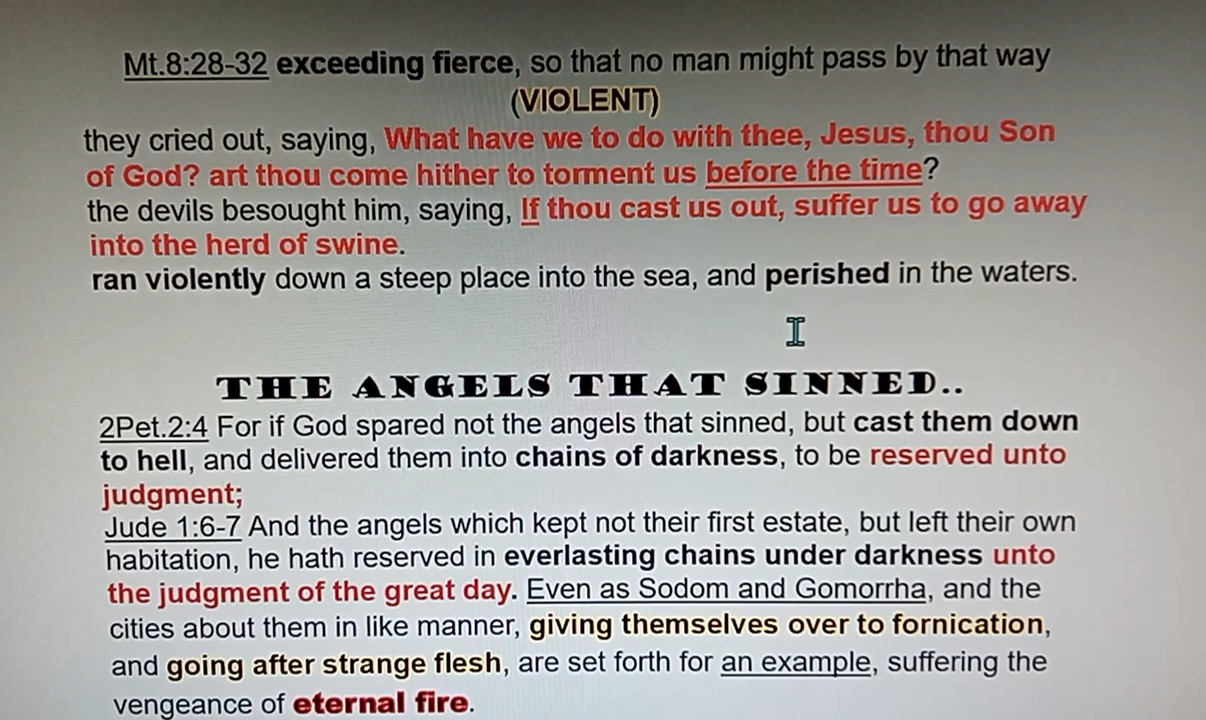 Mt.8:28-32 exceeding fierce, so that no man might pass by that way
(VIOLENT)
they cried out, saying, What have we to do with thee, Jesus, thou Son
of God? art thou come hither to torment us before the time?
the devils besought him, saying, If thou cast us out, suffer us to go away
into the herd of swine.
ran violently down a steep place into the sea, and perished in the waters.
THE ANGELS THAT SINNED..
2Pet.2:4 For if God spared not the angels that sinned, but cast them down
to hell, and delivered them into chains of darkness, to be reserved unto
judgment;
Jude 1:6-7 And the angels which kept not their first estate, but left their own
habitation, he hath reserved in everlasting chains under darkness unto
the judgment of the great day. Even as Sodom and Gomorrha, and the
cities about them in like manner, giving themselves over to fornication,
and going after strange flesh, are set forth for an example, suffering the
vengeance of eternal fire.